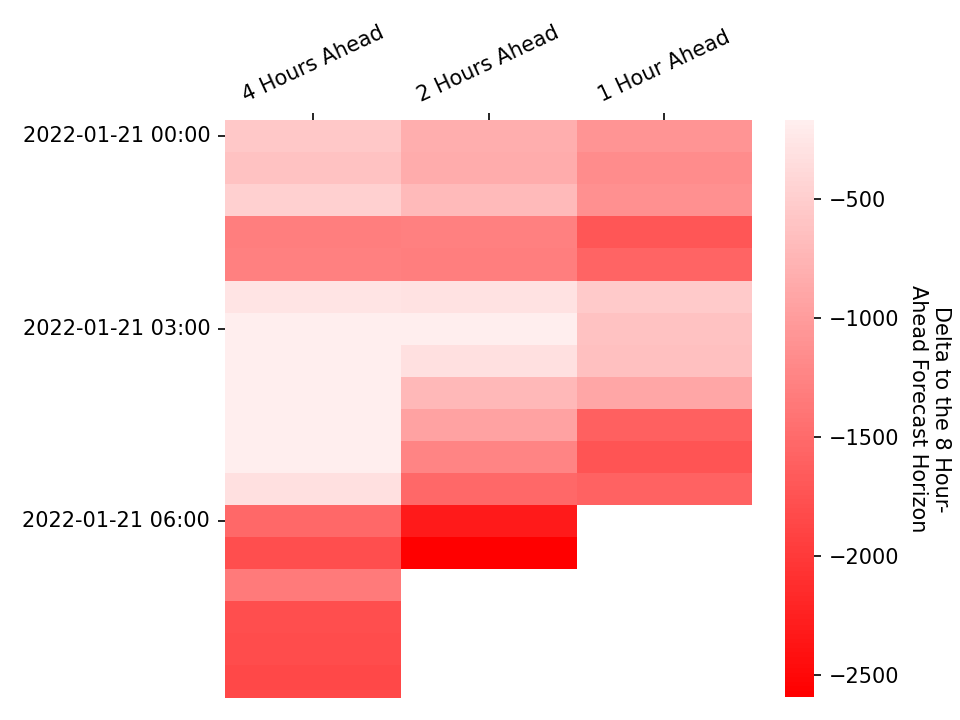 4 Hours Ahead
2 Hours Ahead
1 Hour Ahead
2022-01-21 00:00
2022-01-21 03:00
2022-01-21 06:00
−500
−1000
−1500
−2000
−2500
Delta to the 8 Hour-
Ahead Forecast Horizon